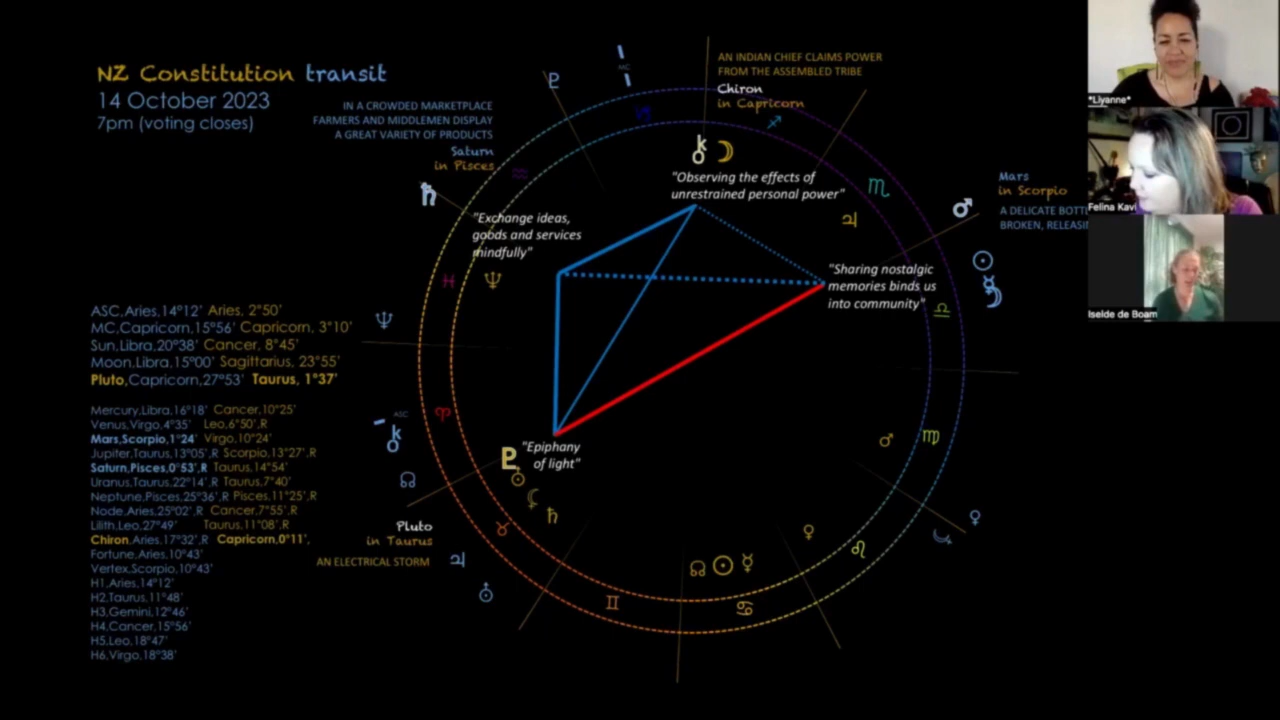 NZ Constitution transit
14 October 2023
7pm (voting closes)
IN A CROWDED MARKETPLACE
FARMERS AND MIDDLEMEN DISPLAY
A GREAT VARIETY OF PRODUCTS
Saturn
in Pisces
MC
AN INDIAN CHIEF CLAIMS POWER
FROM THE ASSEMBLED TRIBE
Chiron
in Capricorn
"Observing the effects of
unrestrained personal power"
Mars
in Scorpio
A DELICATE
BROKEN,
"Exchange ideas,
goods and services
mindfully"
"Sharing nostalgic
memories binds us
into community"
"Epiphany
of light"
ASC
Pluto
in Taurus
AN ELECTRICAL STORM
ASC,Aries,14°12' Aries, 2°50'
MC,Capricorn,15°56' Capricorn, 3°10'
Sun,Libra,20°38' Cancer, 8°45'
Moon,Libra,15°00' Sagittarius, 23°55'
Pluto,Capricorn,27°53' Taurus, 1°37'
Mercury,Libra,16°18' Cancer,10°25'
Venus,Virgo,4°35' Leo,6°50',R
Mars,Scorpio,1°24' Virgo,10°24'
Jupiter,Taurus,13°05',R Scorpio,13°27',R
Saturn,Pisces,0°53',R Taurus,14°54'
Uranus,Taurus,22°14',R Taurus,7°40'
Neptune,Pisces,25°36',R Pisces,11°25',R
Node,Aries,25°02',R Cancer,7°55',R
Lilith,Leo,27°49' Taurus,11°08',R
Chiron,Aries,17°32',R Capricorn,0°11',
Fortune,Aries,10°43'
Vertex,Scorpio,10°43'
H1,Aries,14°12'
H2,Taurus,11°48'
H3,Gemini,12°46'
H4,Cancer,15°56'
H5,Leo,18°47'
H6,Virgo,18°38'
*Liyanne*
Felina Kavi
Iselde de Boam